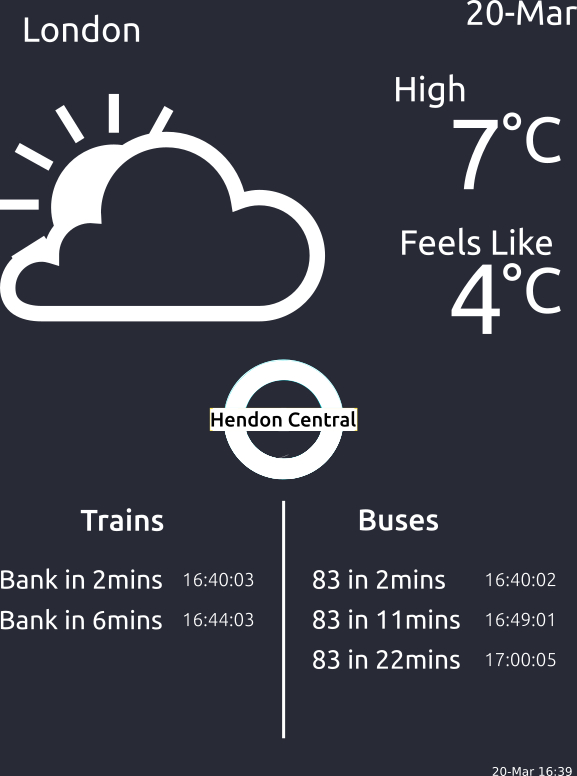 London
20-Mar
High
7°C
Feels Like
4°C
Hendon Central
Trains
Buses
Bank in 2mins 16:40:03
83 in 2mins 16:40:02
Bank in 6mins 16:44:03
83 in 11mins 16:49:01
83 in 22mins 17:00:05
20-Mar 16:39